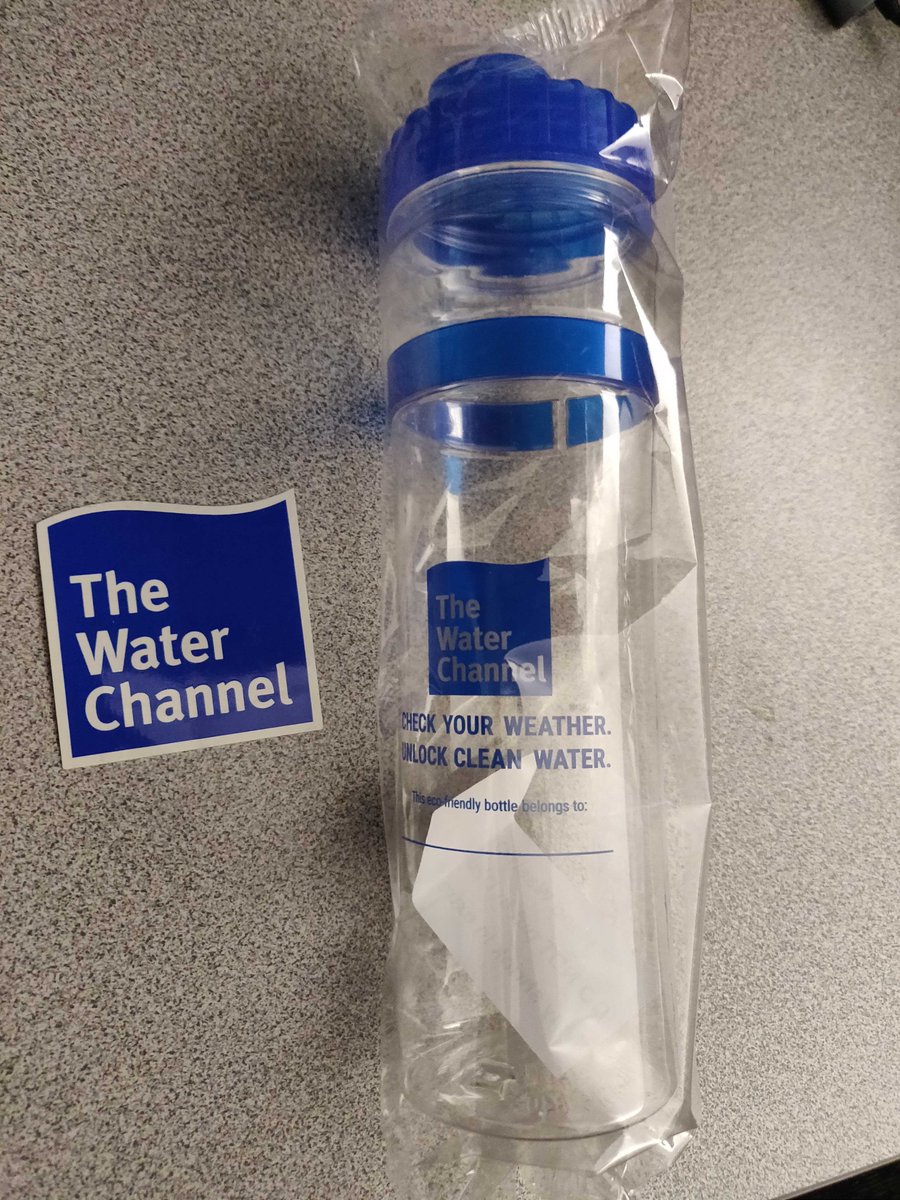 The
Water
Channel
The
Water
Channel
CHECK YOUR WEATHER.
UNLOCK CLEAN WATER.
This eco-friendly bottle belongs to: